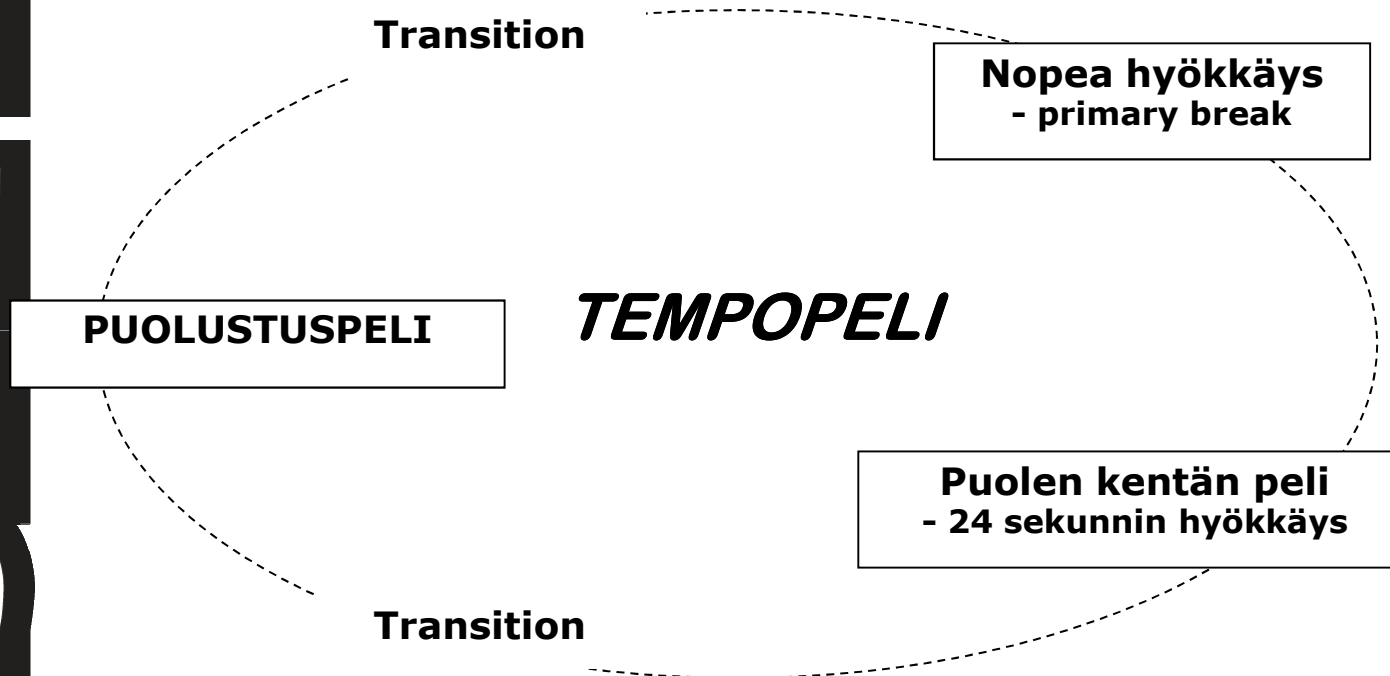 Transition
Nopea hyökkäys
- primary break
PUOLUSTUSPELI
TEMPOPELI
Puolen kentän peli
- 24 sekunnin hyökkäys
Transition